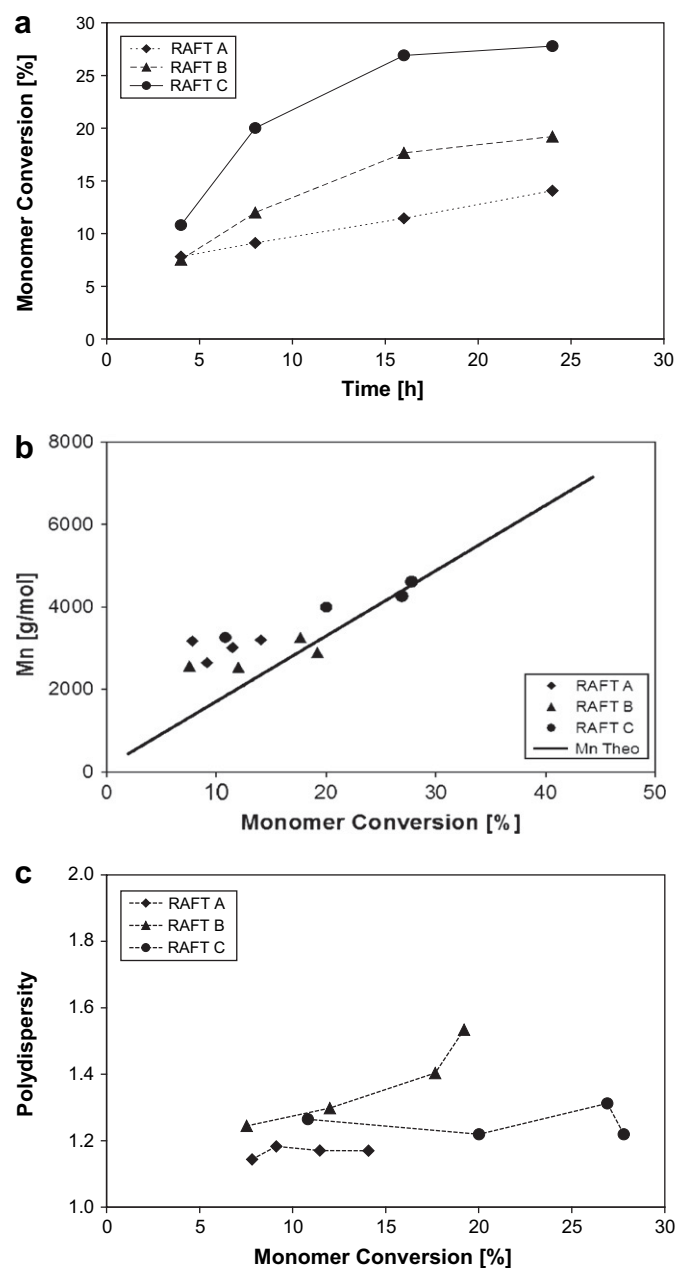 a
Monomer Conversion [%]
30
25
20
15
10
5
0
RAFT A
RAFT B
RAFT C
0 5 10 15 20 25 30
Time [h]
b
Mn [g/mol]
8000
6000
4000
2000
0
RAFT A
RAFT B
RAFT C
Mn Theo
0 10 20 30 40 50
Monomer Conversion [%]
c
Polydispersity
2.0
1.8
1.6
1.4
1.2
1.0
RAFT A
RAFT B
RAFT C
0 5 10 15 20 25 30
Monomer Conversion [%]